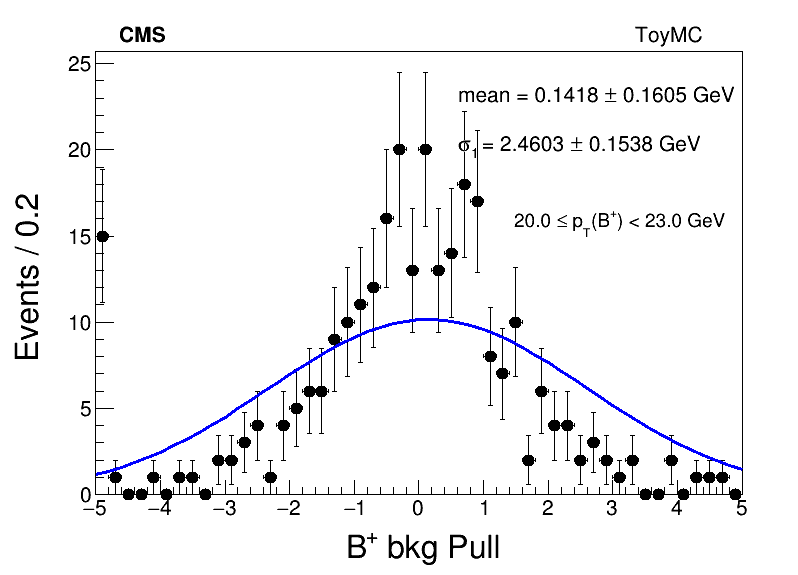 CMS ToyMC
25
mean = 0.1418 ± 0.1605 GeV
20
σ₁ = 2.4603 ± 0.1538 GeV
20.0 ≤ p_T(B⁺) < 23.0 GeV
15
10
5
0
Events / 0.2
−5 −4 −3 −2 −1 0 1 2 3 4 5
B⁺ bkg Pull